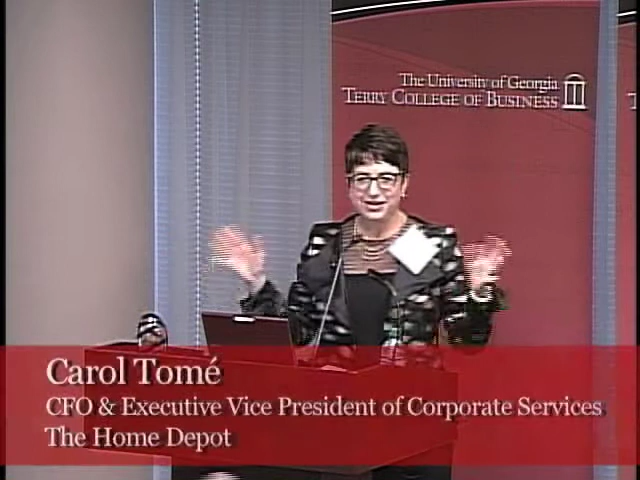 The University of Georgia
Terry College of Business
Carol Tomé
CFO & Executive Vice President of Corporate Services
The Home Depot